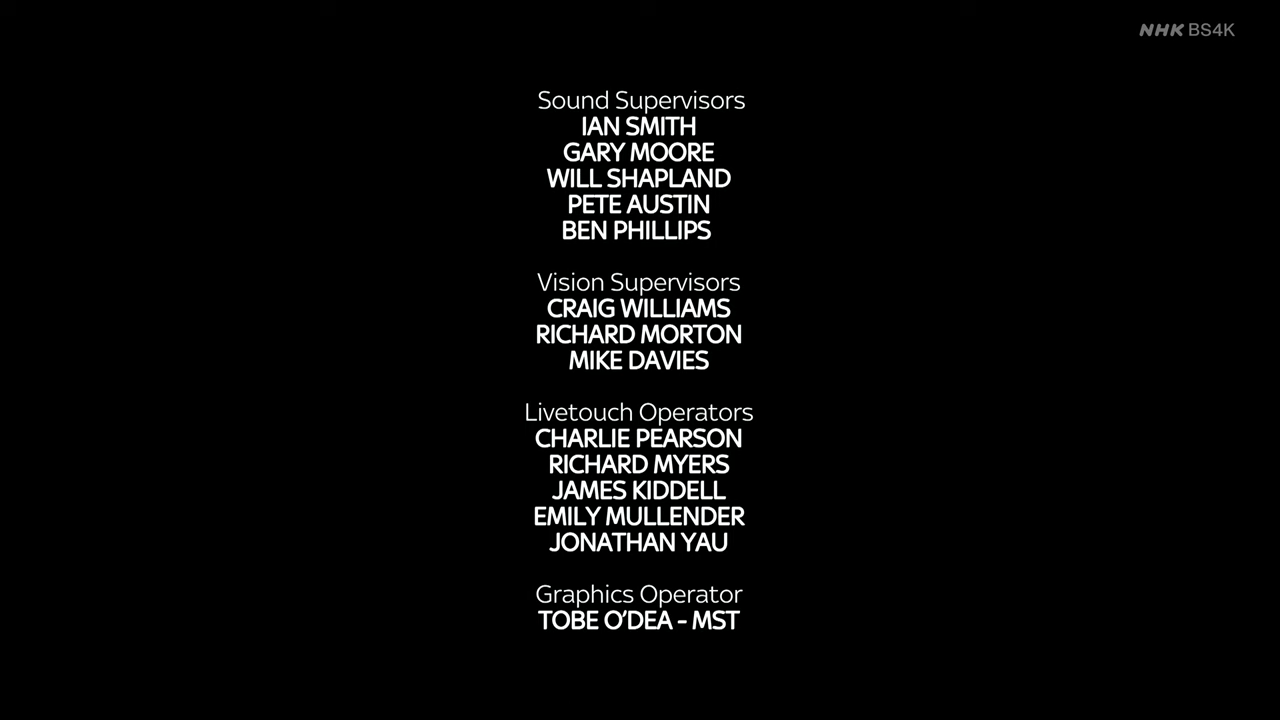 NHK BS4K
Sound Supervisors
IAN SMITH
GARY MOORE
WILL SHAPLAND
PETE AUSTIN
BEN PHILLIPS
Vision Supervisors
CRAIG WILLIAMS
RICHARD MORTON
MIKE DAVIES
Livetouch Operators
CHARLIE PEARSON
RICHARD MYERS
JAMES KIDDELL
EMILY MULLENDER
JONATHAN YAU
Graphics Operator
TOBE O’DEA - MST